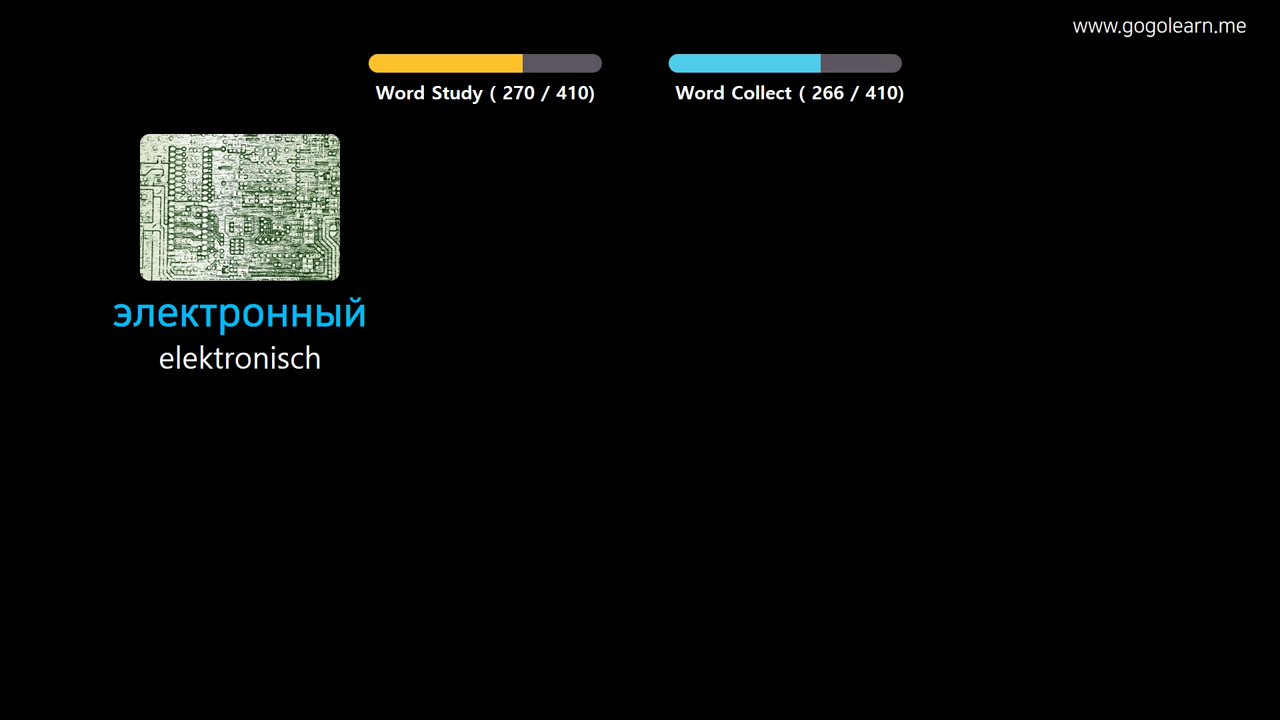 www.gogolearn.me
Word Study ( 270 / 410)
Word Collect ( 266 / 410)
электронный
elektronisch